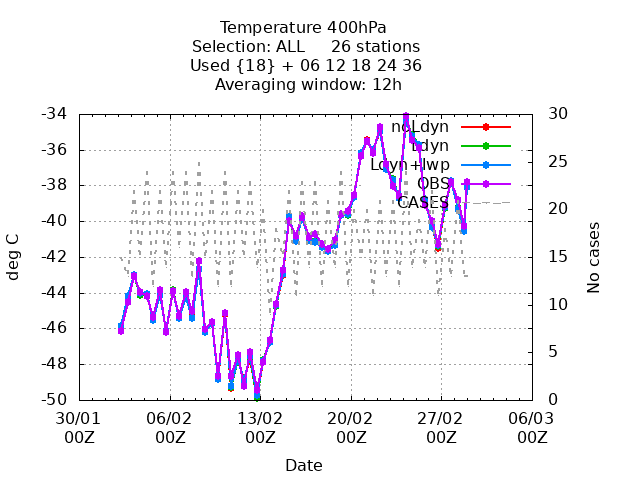 Temperature 400hPa
Selection: ALL 26 stations
Used {18} + 06 12 18 24 36
Averaging window: 12h
-34
-36
-38
-40
-42
-44
-46
-48
-50
deg C
30
25
20
15
10
5
0
No cases
noLdyn
Ldyn
Ldyn+lwp
OBS
CASES
30/01 06/02 13/02 20/02 27/02 06/03
00Z 00Z 00Z 00Z 00Z 00Z
Date